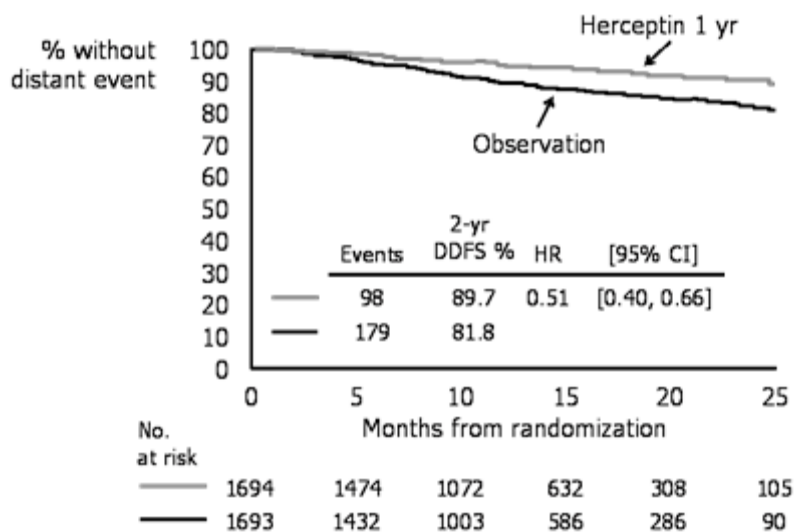 Herceptin 1 yr
% without
distant event
100
90
80
70
60
50
40
30
20
10
0
Observation
2-yr
Events DDFS % HR [95% CI]
98 89.7 0.51 [0.40, 0.66]
179 81.8
0 5 10 15 20 25
Months from randomization
No.
at risk
1694 1474 1072 632 308 105
1693 1432 1003 586 286 90